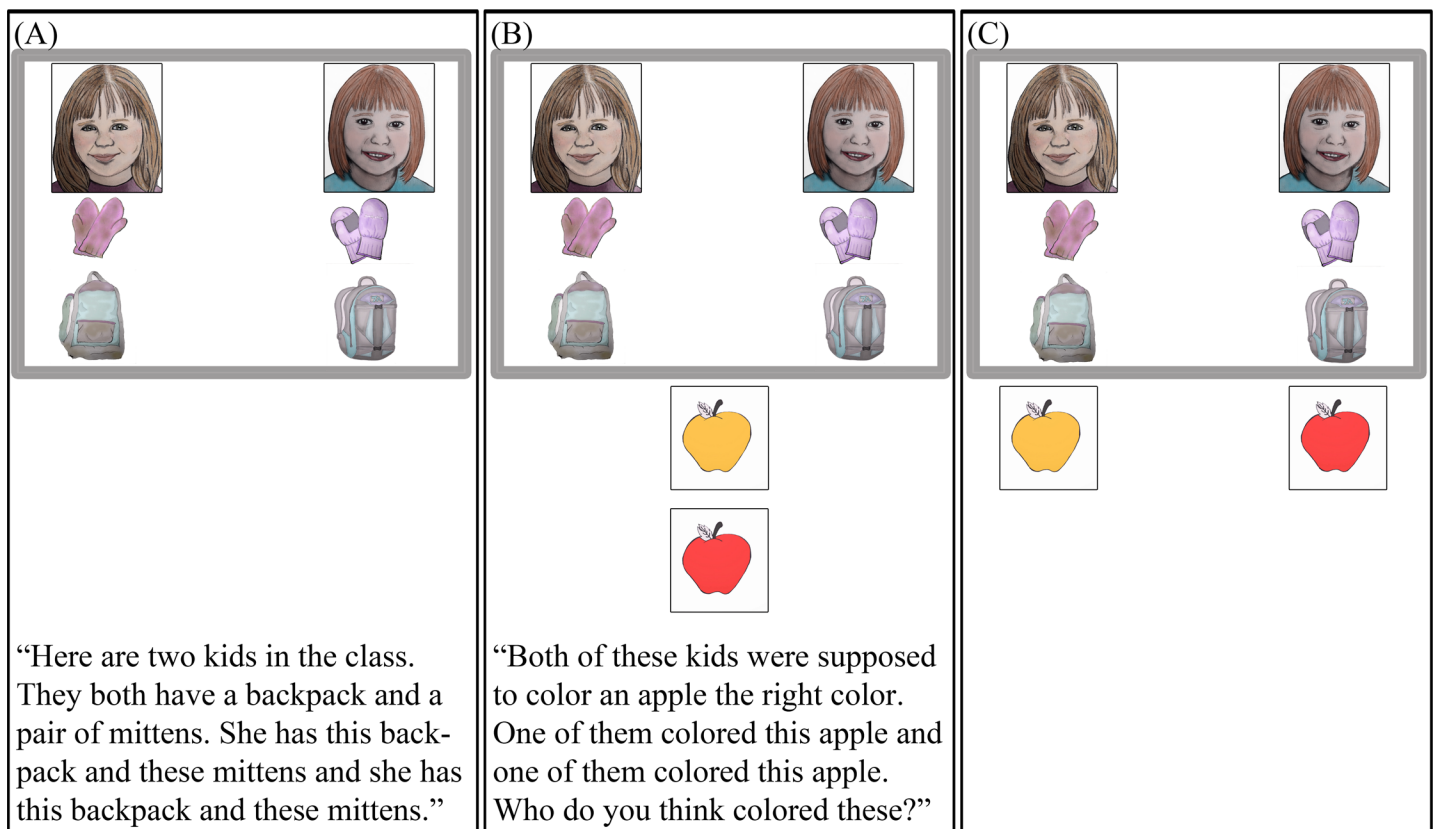 (A)
“Here are two kids in the class.
They both have a backpack and a
pair of mittens. She has this back-
pack and these mittens and she has
this backpack and these mittens.”
(B)
“Both of these kids were supposed
to color an apple the right color.
One of them colored this apple and
one of them colored this apple.
Who do you think colored these?”
(C)